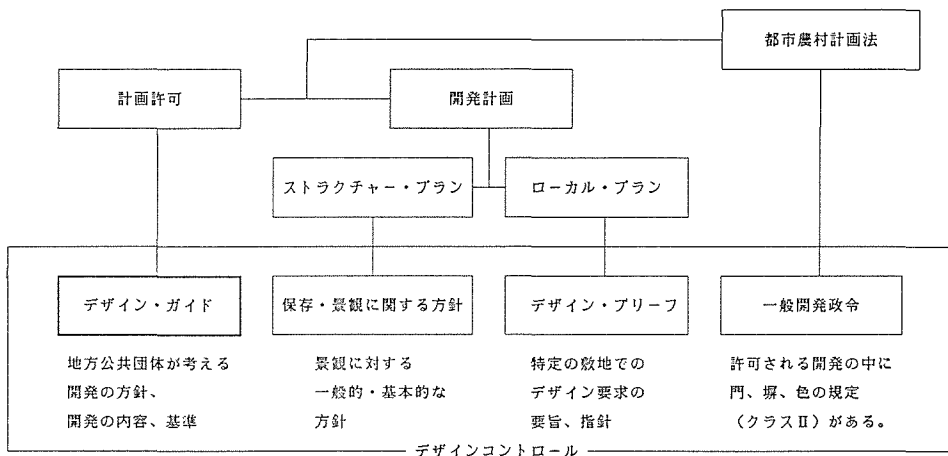 都市農村計画法
計画許可
開発計画
ストラクチャー・プラン
ローカル・プラン
デザイン・ガイド
保存・景観に関する方針
デザイン・ブリーフ
一般開発政令
地方公共団体が考える
開発の方針、
開発の内容、基準
景観に対する
一般的・基本的な
方針
特定の敷地での
デザイン要求の
要旨、指針
許可される開発の中に
門、塀、色の規定
(クラスⅡ)がある。
デザインコントロール